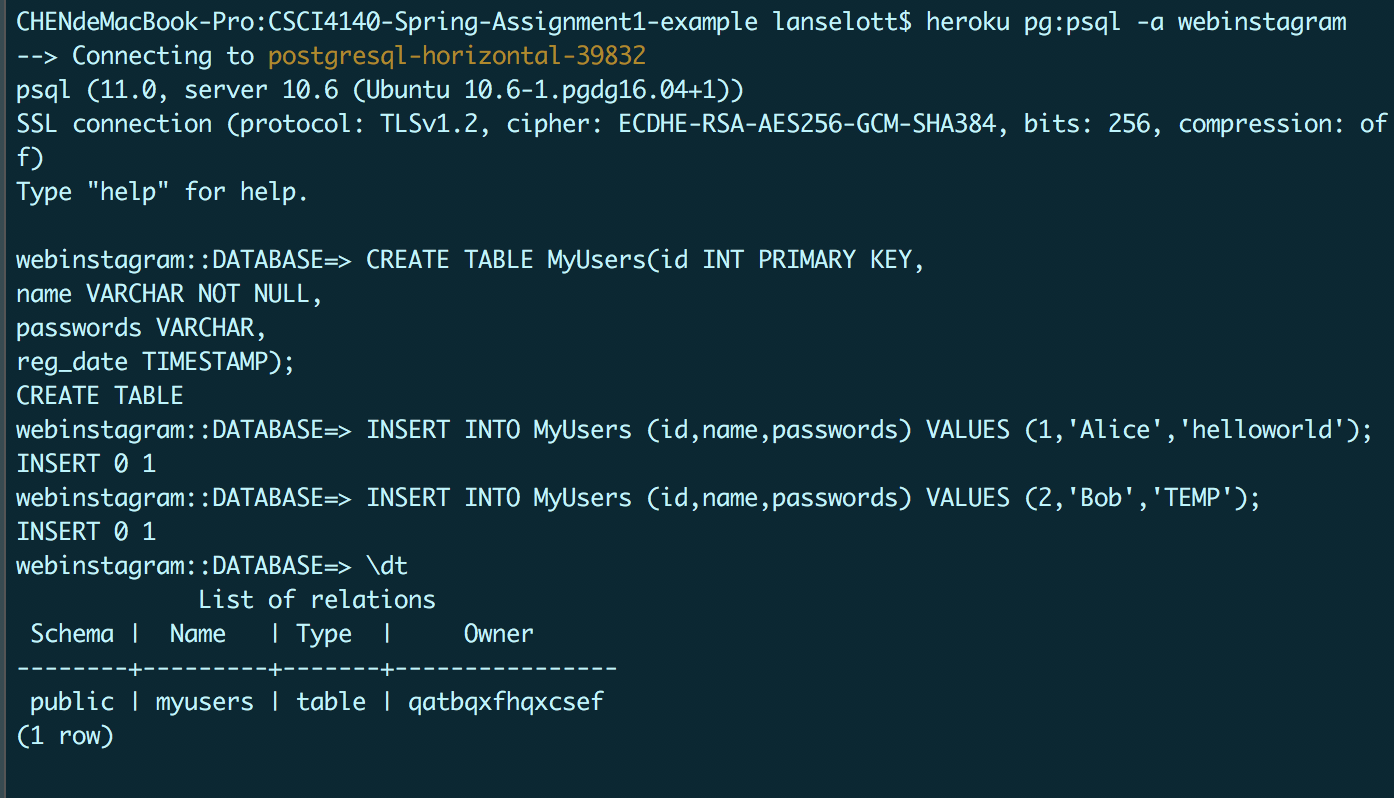 CHENdeMacBook-Pro:CSCI4140-Spring-Assignment1-example lanselott$ heroku pg:psql -a webinstagram
--> Connecting to postgresql-horizontal-39832
psql (11.0, server 10.6 (Ubuntu 10.6-1.pgdg16.04+1))
SSL connection (protocol: TLSv1.2, cipher: ECDHE-RSA-AES256-GCM-SHA384, bits: 256, compression: of
f)
Type "help" for help.
webinstagram::DATABASE=> CREATE TABLE MyUsers(id INT PRIMARY KEY,
name VARCHAR NOT NULL,
passwords VARCHAR,
reg_date TIMESTAMP);
CREATE TABLE
webinstagram::DATABASE=> INSERT INTO MyUsers (id,name,passwords) VALUES (1,'Alice','helloworld');
INSERT 0 1
webinstagram::DATABASE=> INSERT INTO MyUsers (id,name,passwords) VALUES (2,'Bob','TEMP');
INSERT 0 1
webinstagram::DATABASE=> \dt
             List of relations
 Schema |  Name   | Type  |     Owner
--------+---------+-------+----------------
 public | myusers | table | qatbqxfhqxcsef
(1 row)